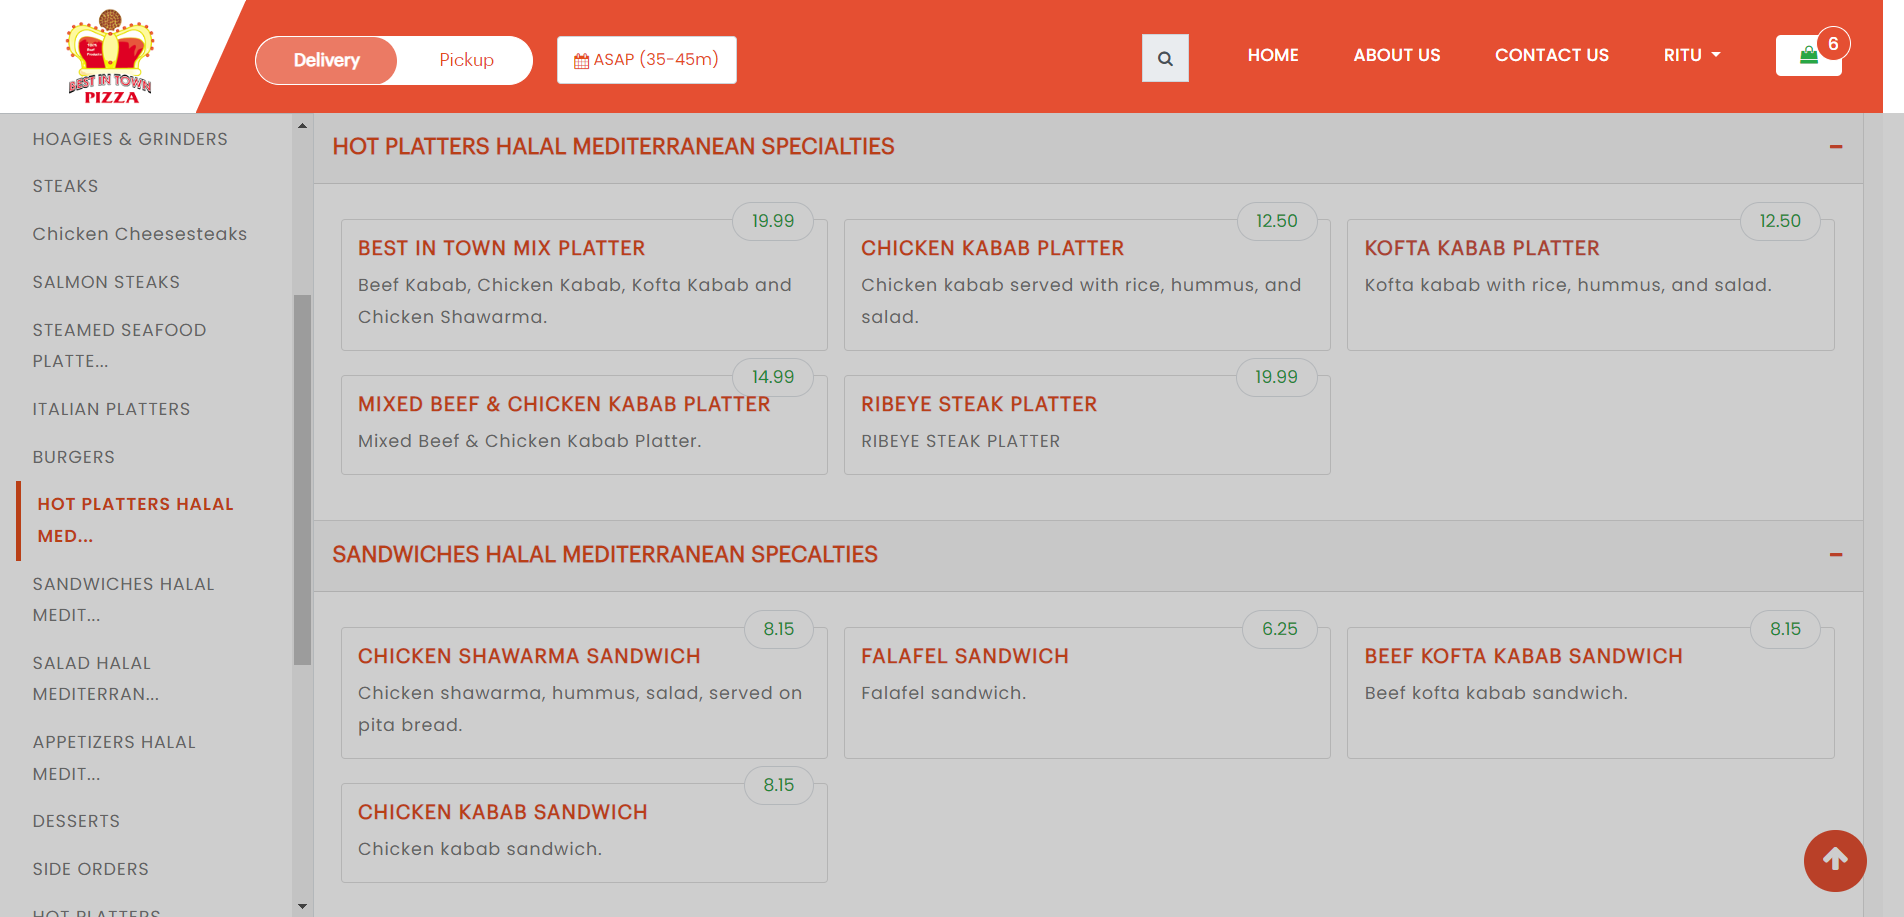 BEST IN TOWN
PIZZA
Delivery
Pickup
ASAP (35-45m)
HOME
ABOUT US
CONTACT US
RITU
6
HOAGIES & GRINDERS
STEAKS
Chicken Cheesesteaks
SALMON STEAKS
STEAMED SEAFOOD
PLATTE...
ITALIAN PLATTERS
BURGERS
HOT PLATTERS HALAL
MED...
SANDWICHES HALAL
MEDIT...
SALAD HALAL
MEDITERRAN...
APPETIZERS HALAL
MEDIT...
DESSERTS
SIDE ORDERS
HOT PLATTERS
HOT PLATTERS HALAL MEDITERRANEAN SPECIALTIES
19.99
BEST IN TOWN MIX PLATTER
Beef Kabab, Chicken Kabab, Kofta Kabab and
Chicken Shawarma.
12.50
CHICKEN KABAB PLATTER
Chicken kabab served with rice, hummus, and
salad.
12.50
KOFTA KABAB PLATTER
Kofta kabab with rice, hummus, and salad.
14.99
MIXED BEEF & CHICKEN KABAB PLATTER
Mixed Beef & Chicken Kabab Platter.
19.99
RIBEYE STEAK PLATTER
RIBEYE STEAK PLATTER
SANDWICHES HALAL MEDITERRANEAN SPECALTIES
8.15
CHICKEN SHAWARMA SANDWICH
Chicken shawarma, hummus, salad, served on
pita bread.
6.25
FALAFEL SANDWICH
Falafel sandwich.
8.15
BEEF KOFTA KABAB SANDWICH
Beef kofta kabab sandwich.
8.15
CHICKEN KABAB SANDWICH
Chicken kabab sandwich.